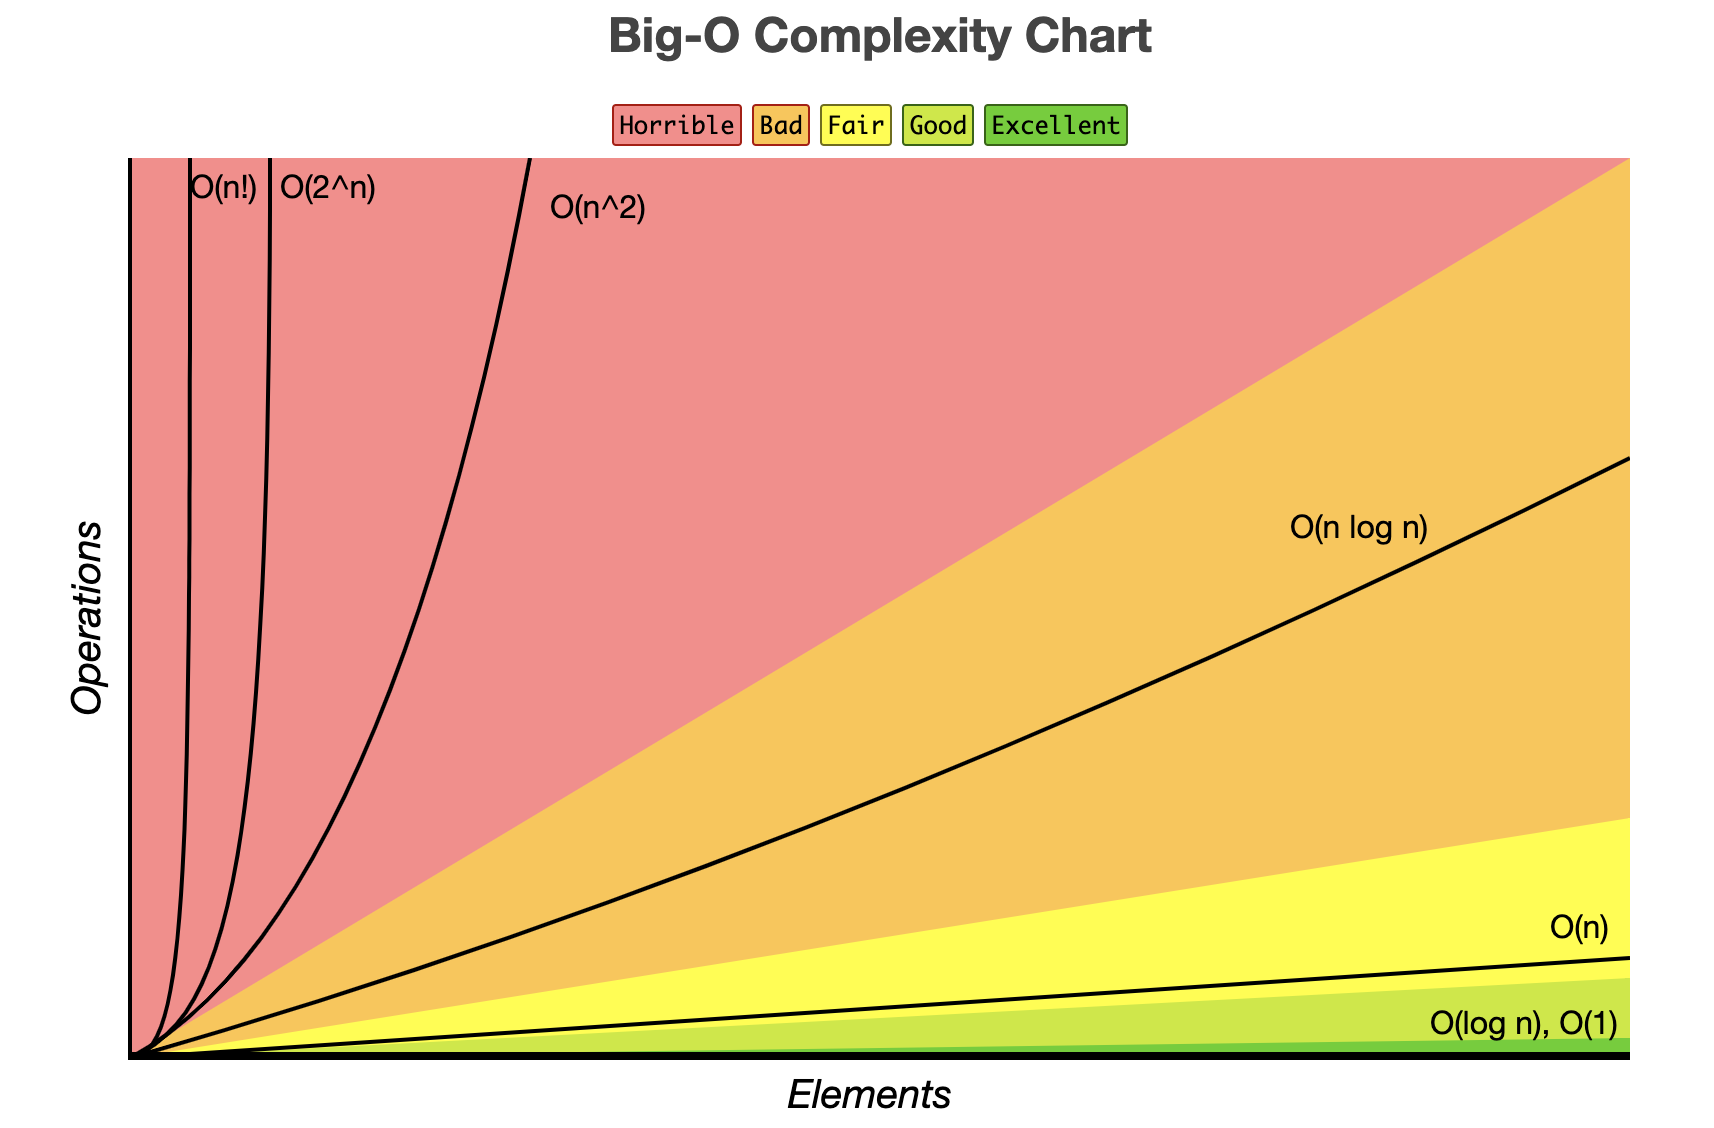 Big-O Complexity Chart
Horrible Bad Fair Good Excellent
O(n!) O(2^n)
O(n^2)
O(n log n)
Operations
O(n)
O(log n), O(1)
Elements